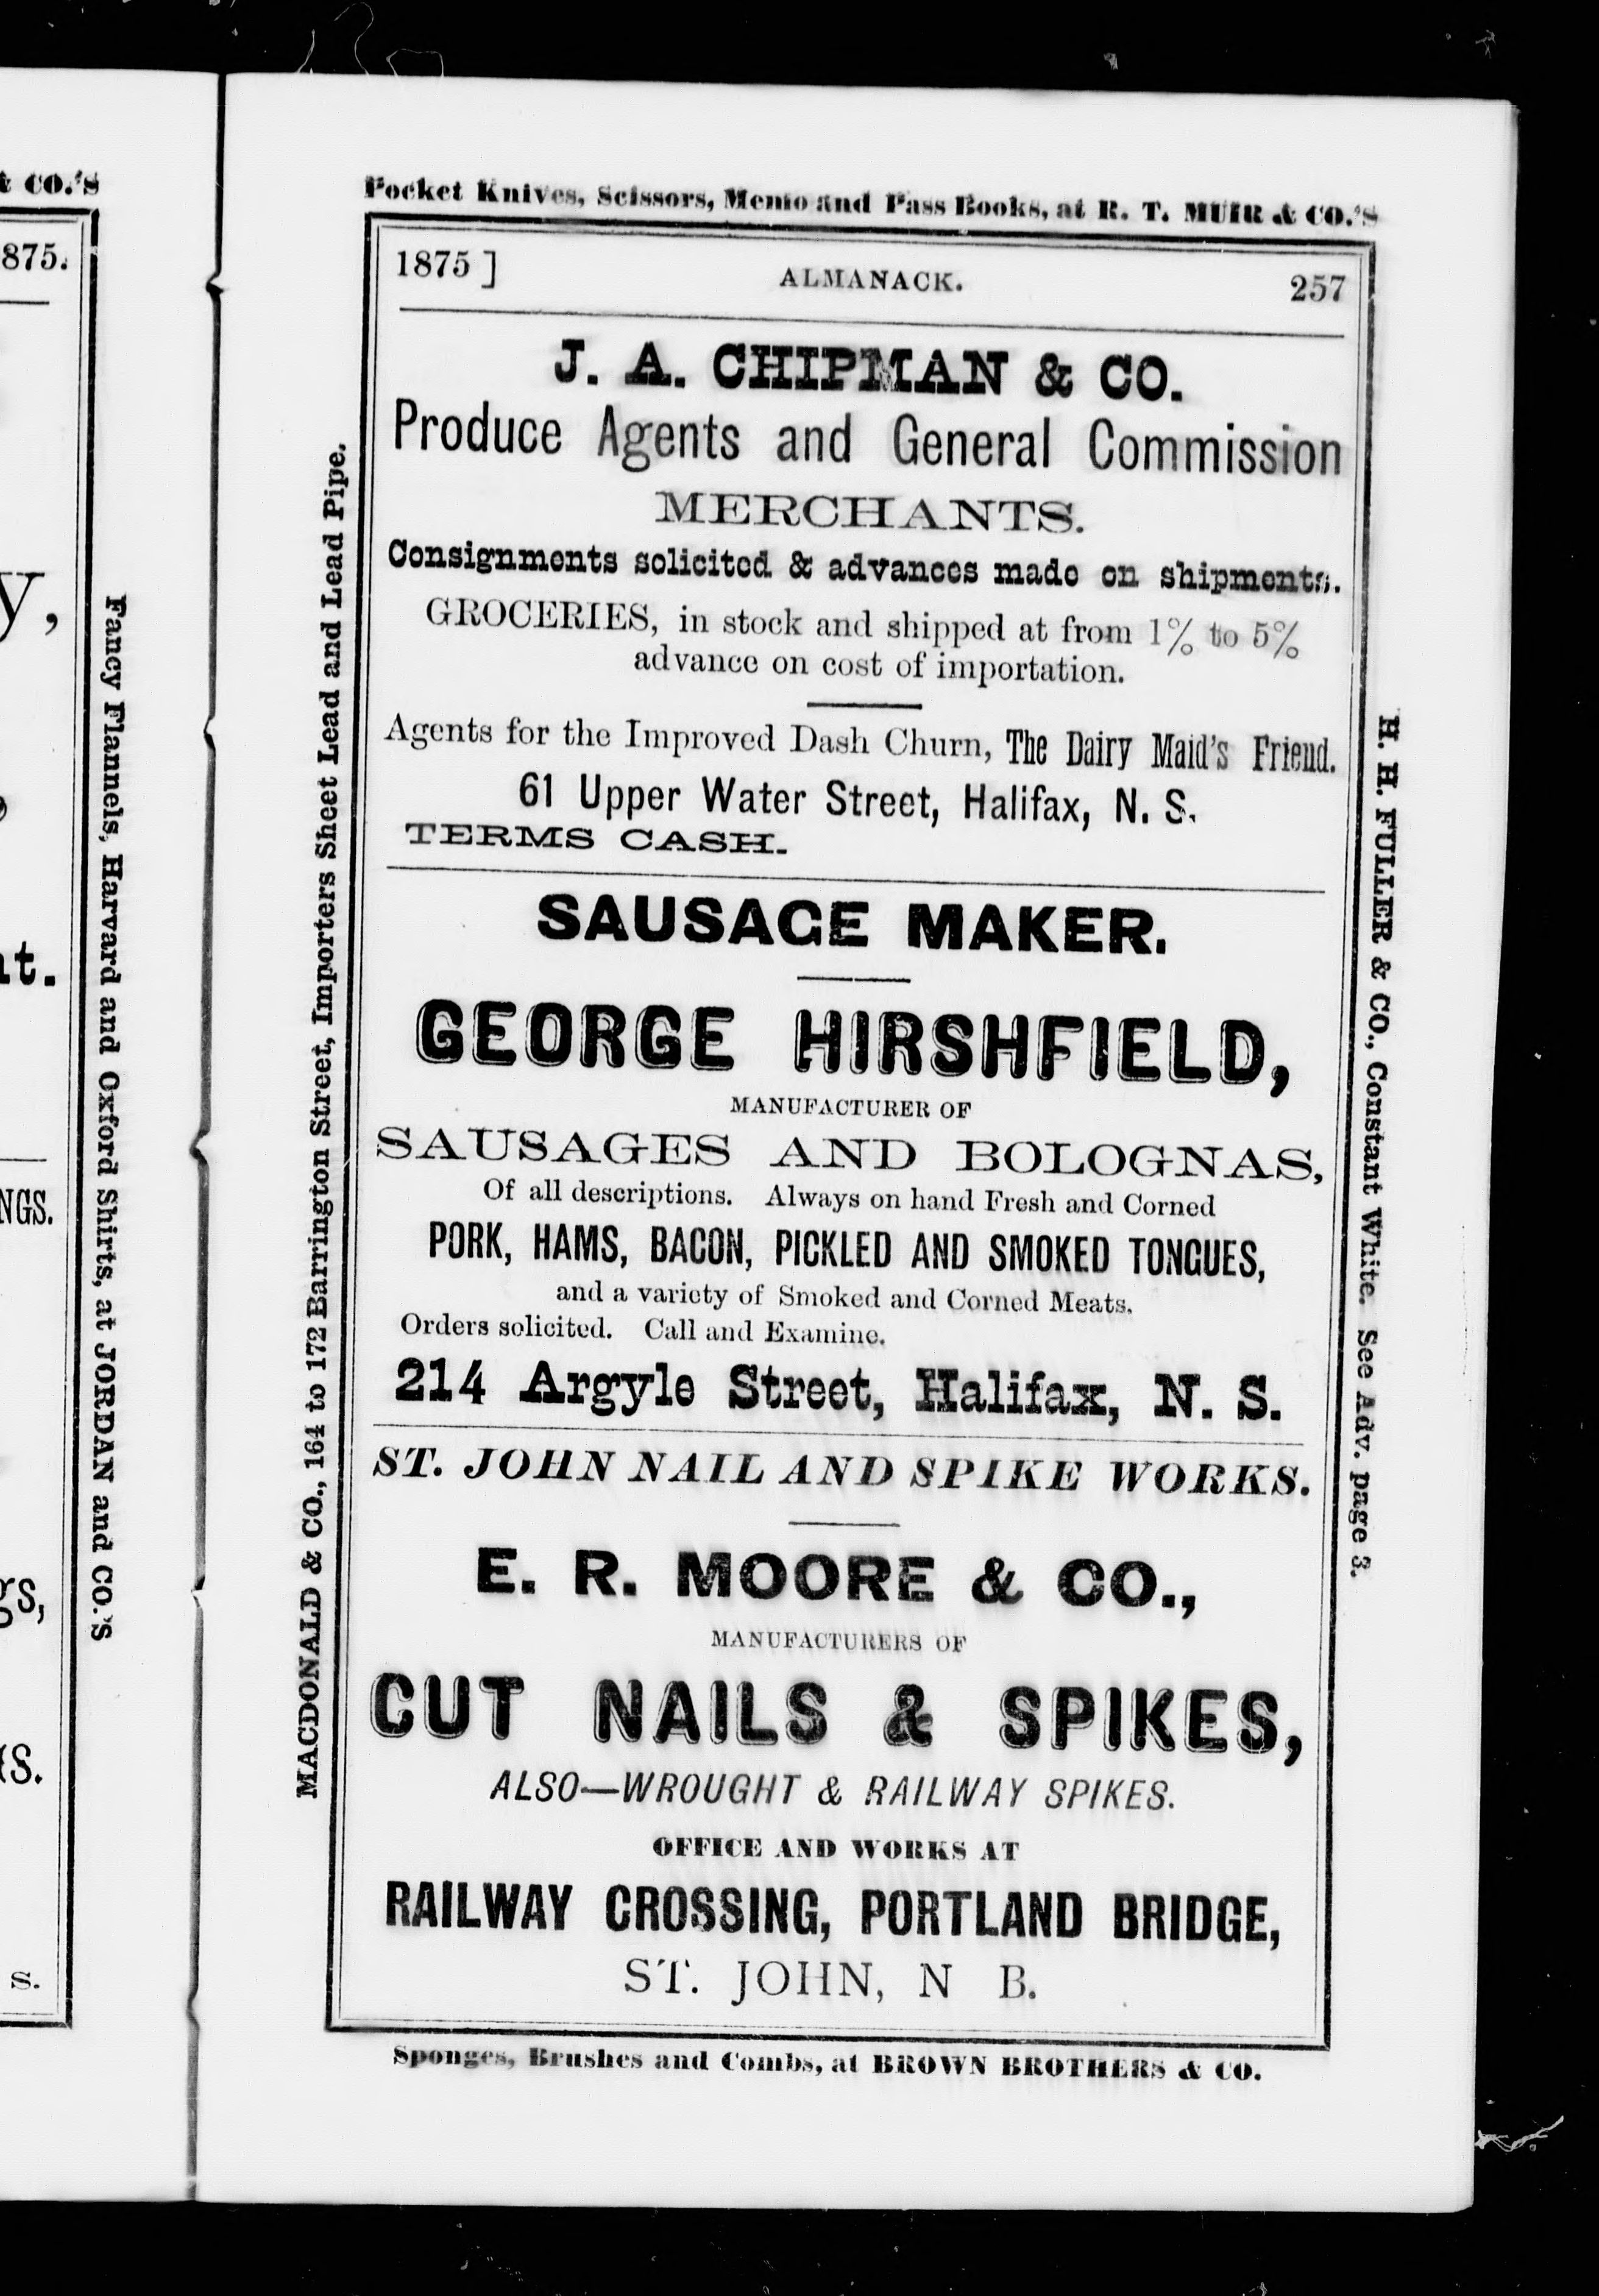 & CO.'S
875.
y,
t.
NGS.
gs,
S.
S.
Fancy Flannels, Harvard and Oxford Shirts, at JORDAN and CO.'S
Pocket Knives, Scissors, Memo and Pass Books, at R. T. MUIR & CO.'S
MACDONALD & CO., 164 to 172 Barrington Street, Importers Sheet Lead and Lead Pipe.
1875 ] ALMANACK. 257
J. A. CHIPMAN & CO.
Produce Agents and General Commission
MERCHANTS.
Consignments solicited & advances made on shipments.
GROCERIES, in stock and shipped at from 1% to 5%
advance on cost of importation.
Agents for the Improved Dash Churn, The Dairy Maid's Friend.
61 Upper Water Street, Halifax, N. S.
TERMS CASH.
SAUSAGE MAKER.
GEORGE HIRSHFIELD,
MANUFACTURER OF
SAUSAGES AND BOLOGNAS,
Of all descriptions. Always on hand Fresh and Corned
PORK, HAMS, BACON, PICKLED AND SMOKED TONGUES,
and a variety of Smoked and Corned Meats.
Orders solicited. Call and Examine.
214 Argyle Street, Halifax, N. S.
ST. JOHN NAIL AND SPIKE WORKS.
E. R. MOORE & CO.,
MANUFACTURERS OF
CUT NAILS & SPIKES,
ALSO—WROUGHT & RAILWAY SPIKES.
OFFICE AND WORKS AT
RAILWAY CROSSING, PORTLAND BRIDGE,
ST. JOHN, N B.
H. H. FULLER & CO., Constant White. See Adv. page 3.
Sponges, Brushes and Combs, at BROWN BROTHERS & CO.